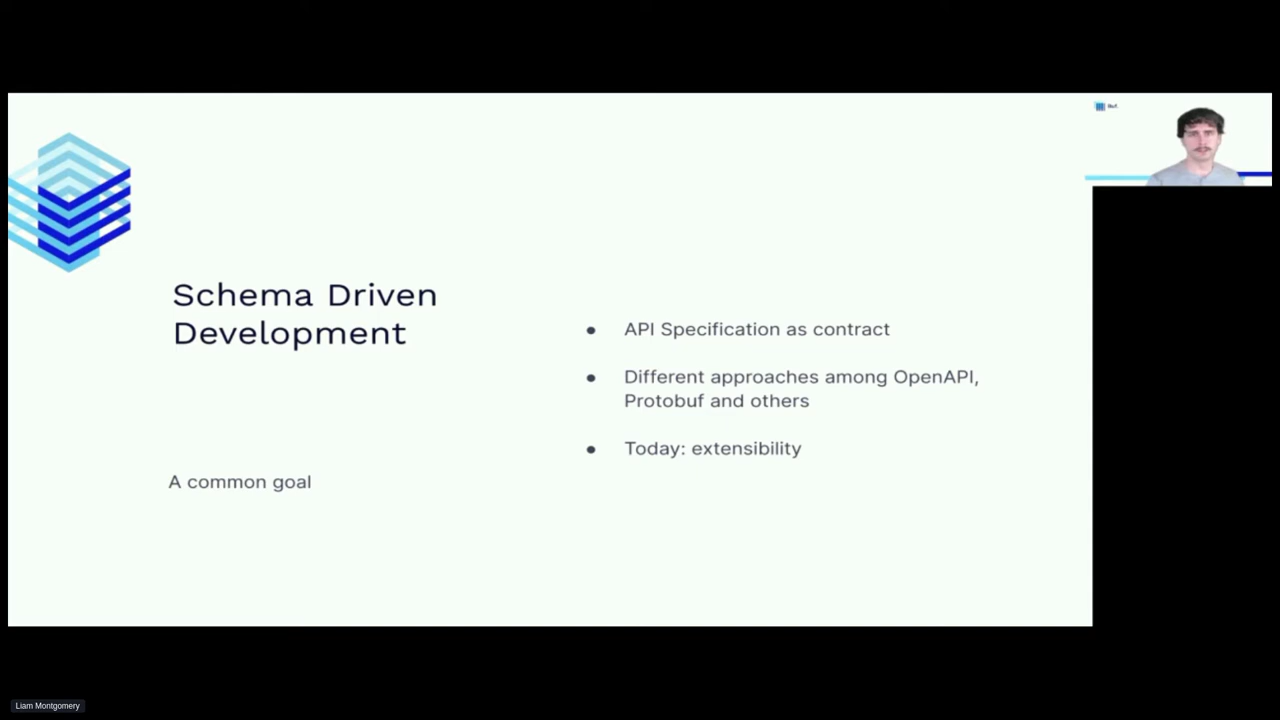 Schema Driven
Development
A common goal
● API Specification as contract
● Different approaches among OpenAPI,
Protobuf and others
● Today: extensibility
Liam Montgomery